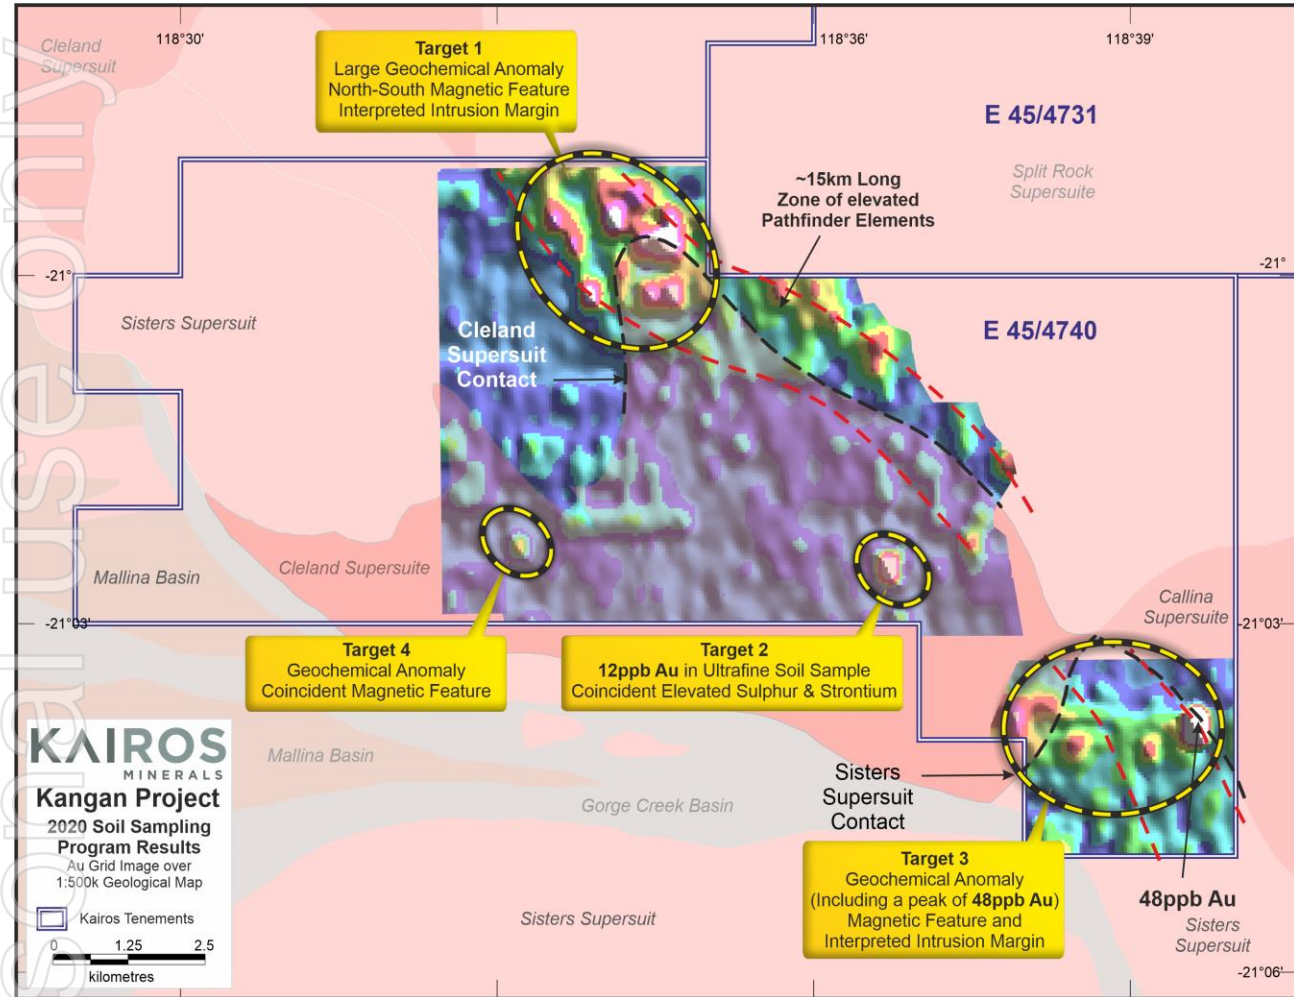 118°30'
118°36'
118°39'
Cleland
Supersuit
Target 1
Large Geochemical Anomaly
North-South Magnetic Feature
Interpreted Intrusion Margin
E 45/4731
Split Rock
Supersuite
~15km Long
Zone of elevated
Pathfinder Elements
-21°
-21°
Sisters Supersuit
E 45/4740
Cleland
Supersuit
Contact
Mallina Basin
Cleland Supersuite
Callina
Supersuite
-21°03'
-21°03'
Target 4
Geochemical Anomaly
Coincident Magnetic Feature
Target 2
12ppb Au in Ultrafine Soil Sample
Coincident Elevated Sulphur & Strontium
Mallina Basin
Gorge Creek Basin
Sisters
Supersuit
Contact
Target 3
Geochemical Anomaly
(Including a peak of 48ppb Au)
Magnetic Feature and
Interpreted Intrusion Margin
48ppb Au
Sisters
Supersuit
Sisters Supersuit
-21°06'
KAIROS
MINERALS
Kangan Project
2020 Soil Sampling
Program Results
Au Grid Image over
1:500k Geological Map
Kairos Tenements
0 1.25 2.5
kilometres
sonal use only